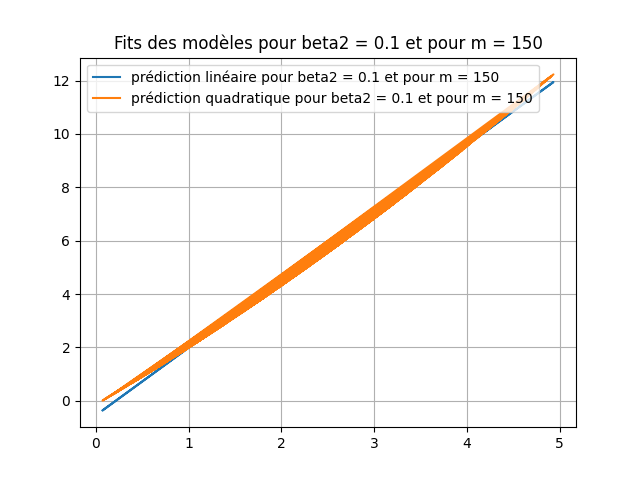 Fits des modèles pour beta2 = 0.1 et pour m = 150
prédiction linéaire pour beta2 = 0.1 et pour m = 150
prédiction quadratique pour beta2 = 0.1 et pour m = 150
12
10
8
6
4
2
0
0 1 2 3 4 5